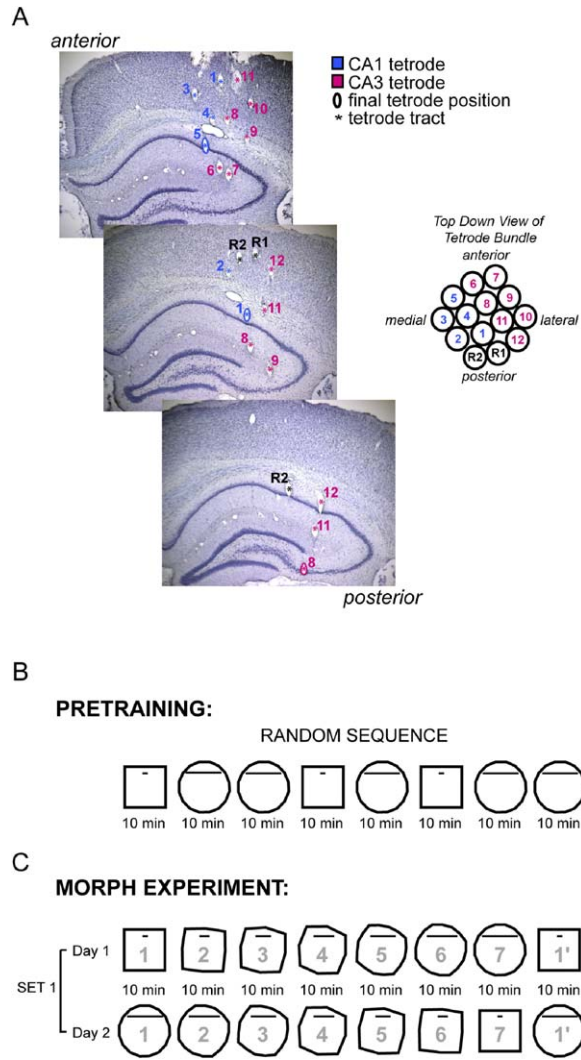 A
anterior
1
11
3
10
4
8
9
5
6
7
CA1 tetrode
CA3 tetrode
final tetrode position
* tetrode tract
R2
R1
12
2
11
1
8
9
Top Down View of
Tetrode Bundle
anterior
7
6
5
9
8
medial
3
4
11
10
lateral
2
1
12
R2
R1
posterior
R2
12
11
8
posterior
B
PRETRAINING:
RANDOM SEQUENCE
10 min 10 min 10 min 10 min 10 min 10 min 10 min 10 min
C
MORPH EXPERIMENT:
Day 1 1 2 3 4 5 6 7 1'
SET 1 10 min 10 min 10 min 10 min 10 min 10 min 10 min 10 min
Day 2 1 2 3 4 5 6 7 1'